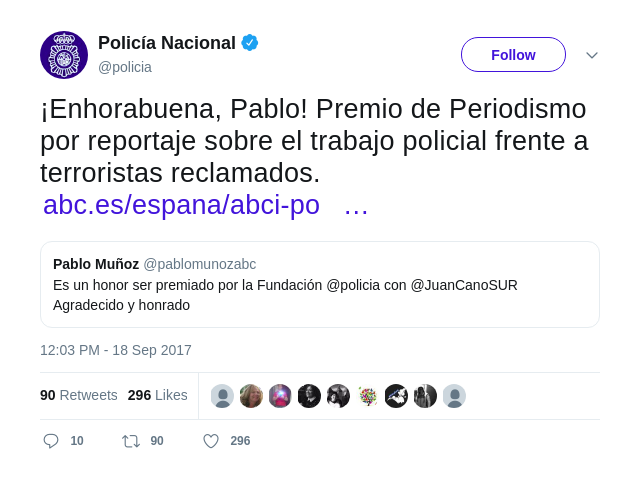 Policía Nacional
@policia
Follow
¡Enhorabuena, Pablo! Premio de Periodismo
por reportaje sobre el trabajo policial frente a
terroristas reclamados.
abc.es/espana/abci-po …
Pablo Muñoz @pablomunozabc
Es un honor ser premiado por la Fundación @policia con @JuanCanoSUR
Agradecido y honrado
12:03 PM - 18 Sep 2017
90 Retweets 296 Likes
10 90 296